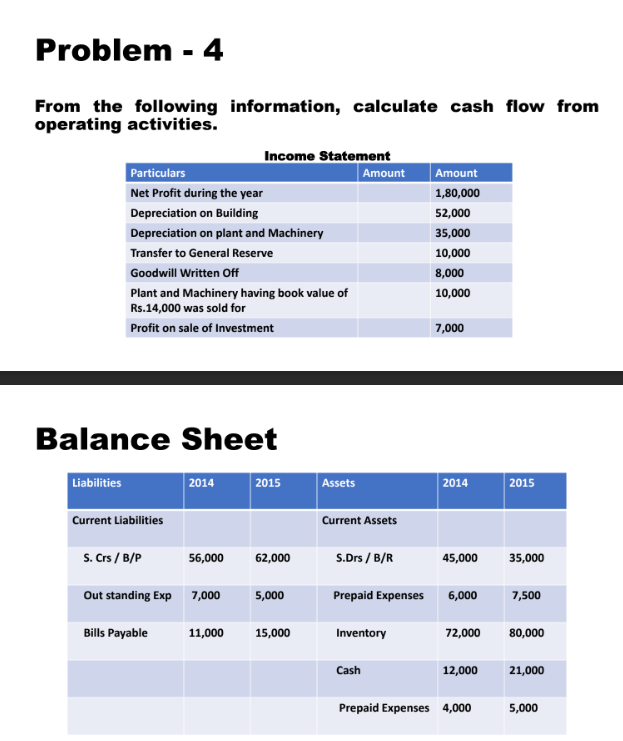 Problem - 4
From the following information, calculate cash flow from
operating activities.
Income Statement
Particulars Amount Amount
Net Profit during the year 1,80,000
Depreciation on Building 52,000
Depreciation on plant and Machinery 35,000
Transfer to General Reserve 10,000
Goodwill Written Off 8,000
Plant and Machinery having book value of 10,000
Rs.14,000 was sold for
Profit on sale of Investment 7,000
Balance Sheet
Liabilities 2014 2015 Assets 2014 2015
Current Liabilities Current Assets
S. Crs / B/P 56,000 62,000 S.Drs / B/R 45,000 35,000
Out standing Exp 7,000 5,000 Prepaid Expenses 6,000 7,500
Bills Payable 11,000 15,000 Inventory 72,000 80,000
Cash 12,000 21,000
Prepaid Expenses 4,000 5,000